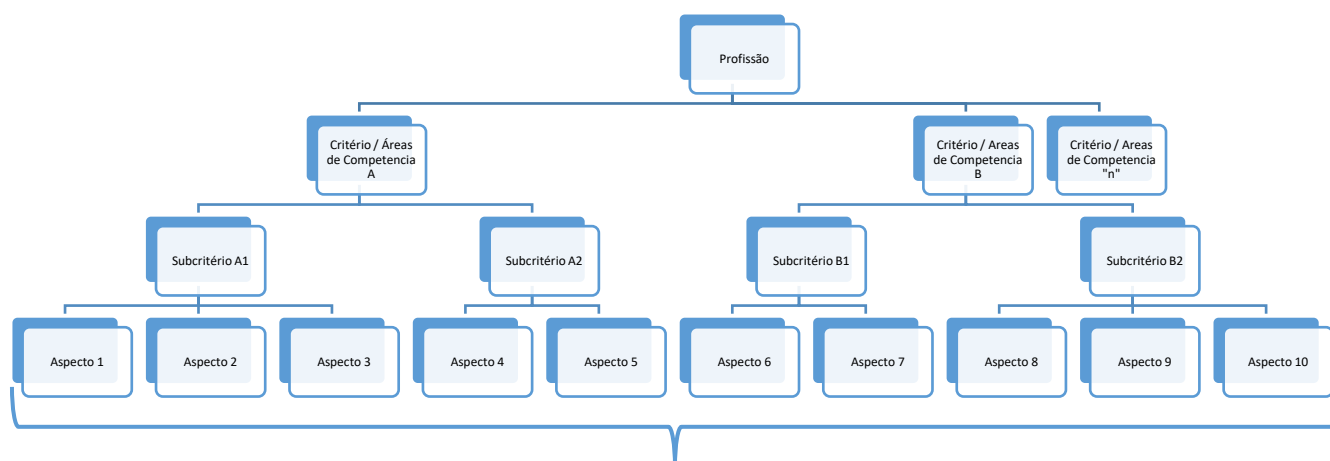 Profissão
Critério / Áreas
de Competencia
A
Critério / Areas
de Competencia
B
Critério / Areas
de Competencia
"n"
Subcritério A1
Subcritério A2
Subcritério B1
Subcritério B2
Aspecto 1
Aspecto 2
Aspecto 3
Aspecto 4
Aspecto 5
Aspecto 6
Aspecto 7
Aspecto 8
Aspecto 9
Aspecto 10